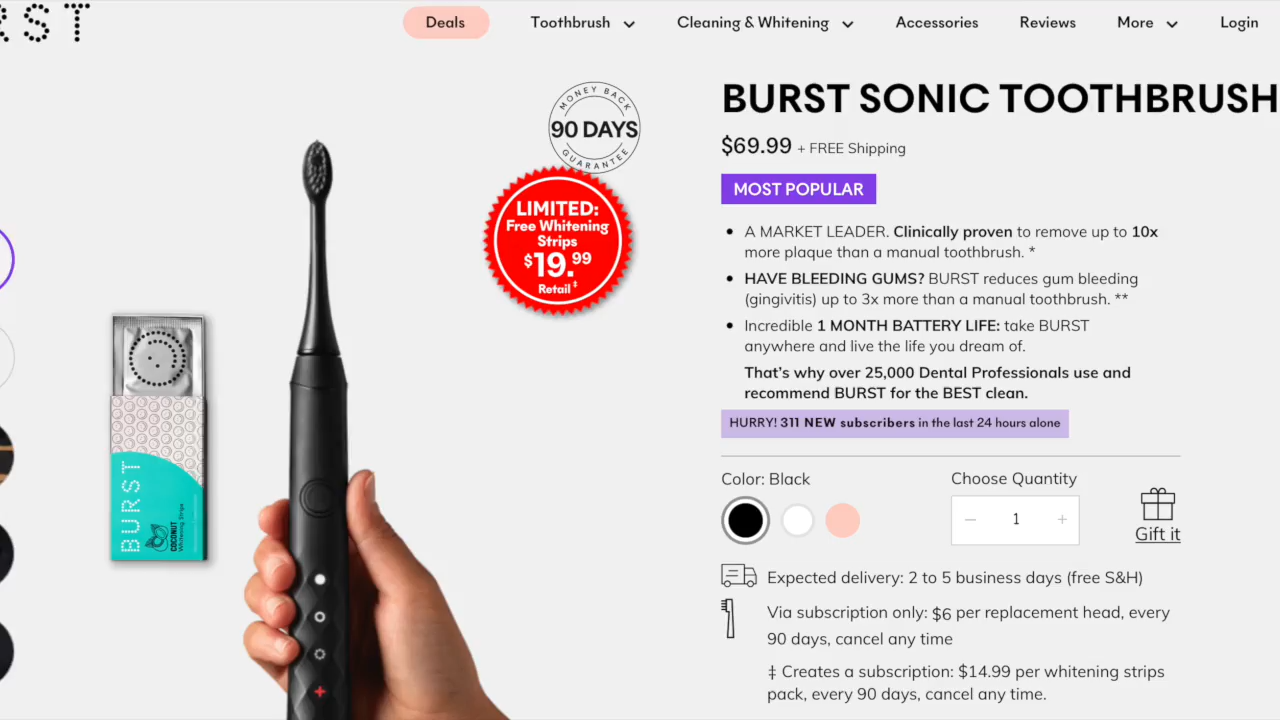 RST
Deals
Toothbrush
Cleaning & Whitening
Accessories
Reviews
More
Login
MONEY BACK
90 DAYS
GUARANTEE
LIMITED:
Free Whitening
Strips
$19.99
Retail ‡
BURST
COCONUT
Whitening Strips
BURST SONIC TOOTHBRUSH
$69.99 + FREE Shipping
MOST POPULAR
• A MARKET LEADER. Clinically proven to remove up to 10x
more plaque than a manual toothbrush. *
• HAVE BLEEDING GUMS? BURST reduces gum bleeding
(gingivitis) up to 3x more than a manual toothbrush. **
• Incredible 1 MONTH BATTERY LIFE: take BURST
anywhere and live the life you dream of.
That's why over 25,000 Dental Professionals use and
recommend BURST for the BEST clean.
HURRY! 311 NEW subscribers in the last 24 hours alone
Color: Black
Choose Quantity
− 1 +
Gift it
Expected delivery: 2 to 5 business days (free S&H)
Via subscription only: $6 per replacement head, every
90 days, cancel any time
‡ Creates a subscription: $14.99 per whitening strips
pack, every 90 days, cancel any time.